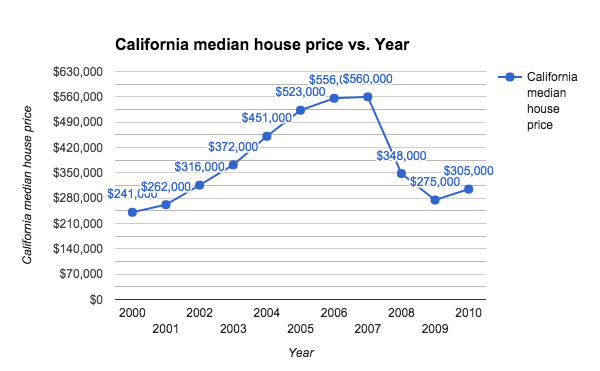 California median house price vs. Year
$630,000
$560,000
$490,000
$420,000
$350,000
$280,000
$210,000
$140,000
$70,000
$0
California median house price
$241,000
$262,000
$316,000
$372,000
$451,000
$523,000
$556,0
$560,000
$348,000
$275,000
$305,000
California
median
house
price
2000 2002 2004 2006 2008 2010
2001 2003 2005 2007 2009
Year